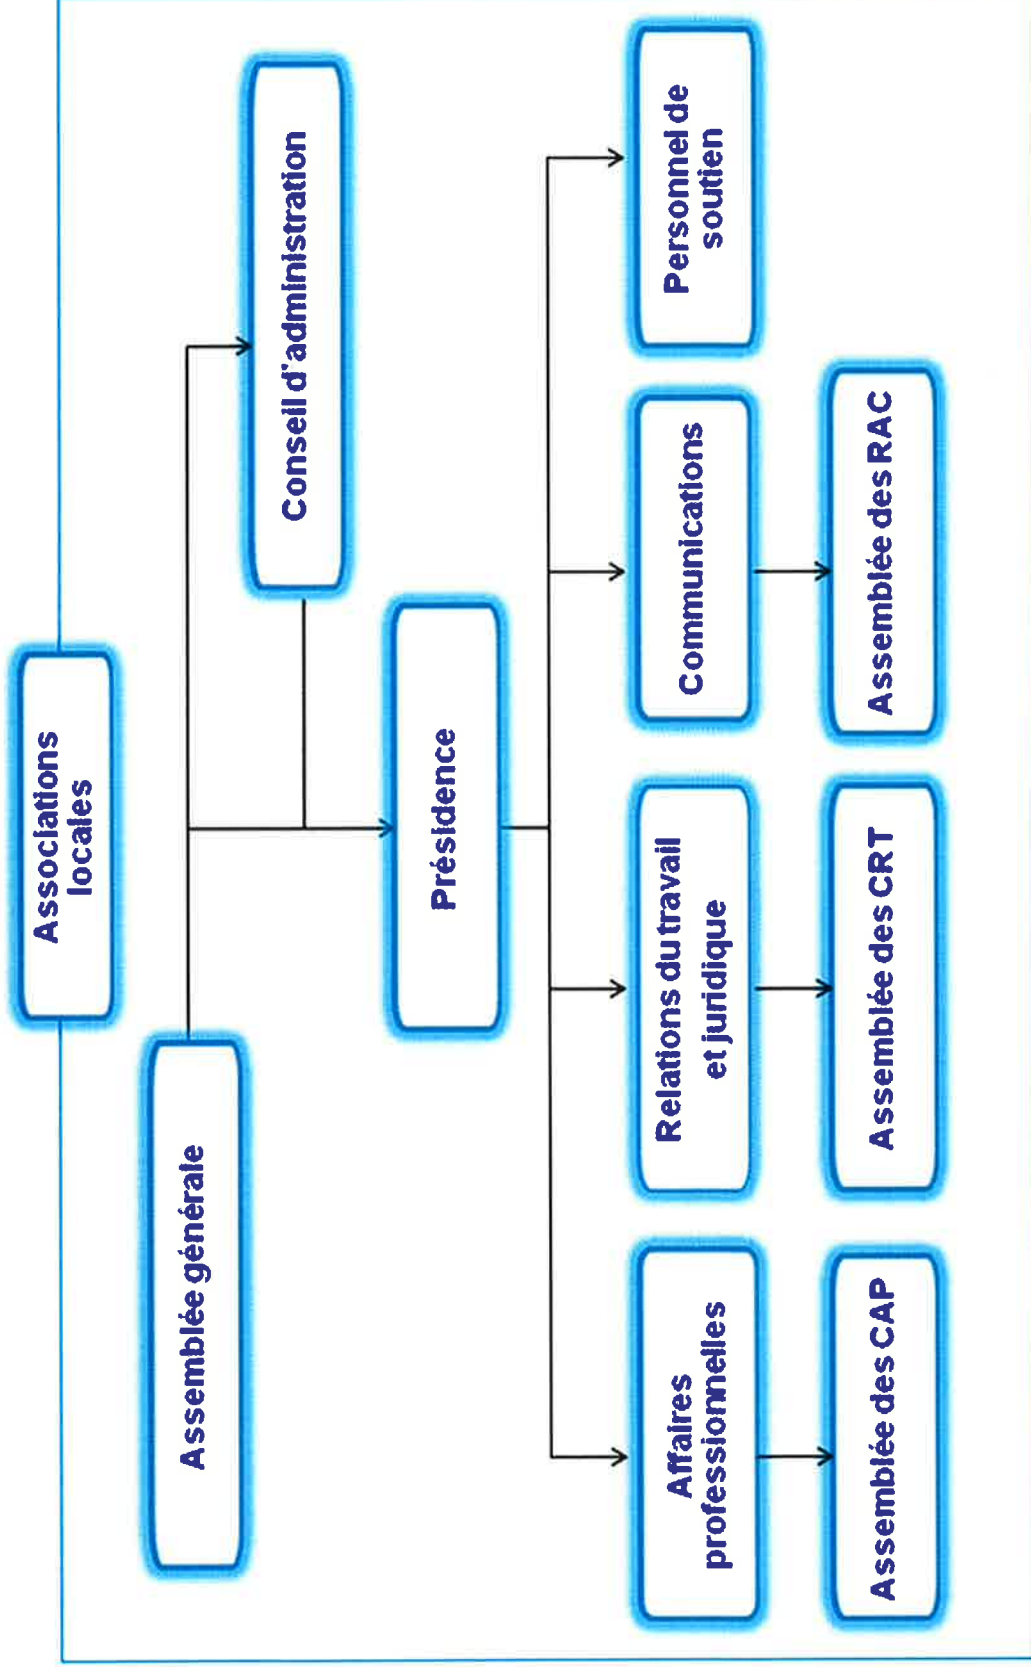 Associations
locales
Assemblée générale
Conseil d'administration
Présidence
Affaires
professionnelles
Relations du travail
et juridique
Communications
Personnel de
soutien
Assemblée des CAP
Assemblée des CRT
Assemblée des RAC